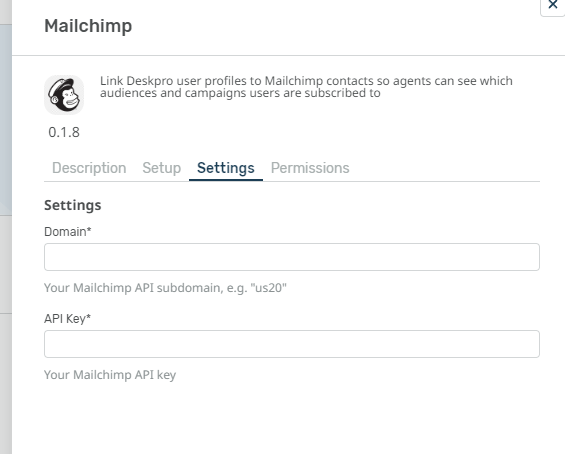 Mailchimp
Link Deskpro user profiles to Mailchimp contacts so agents can see which
audiences and campaigns users are subscribed to
0.1.8
Description Setup Settings Permissions
Settings
Domain*
Your Mailchimp API subdomain, e.g. "us20"
API Key*
Your Mailchimp API key